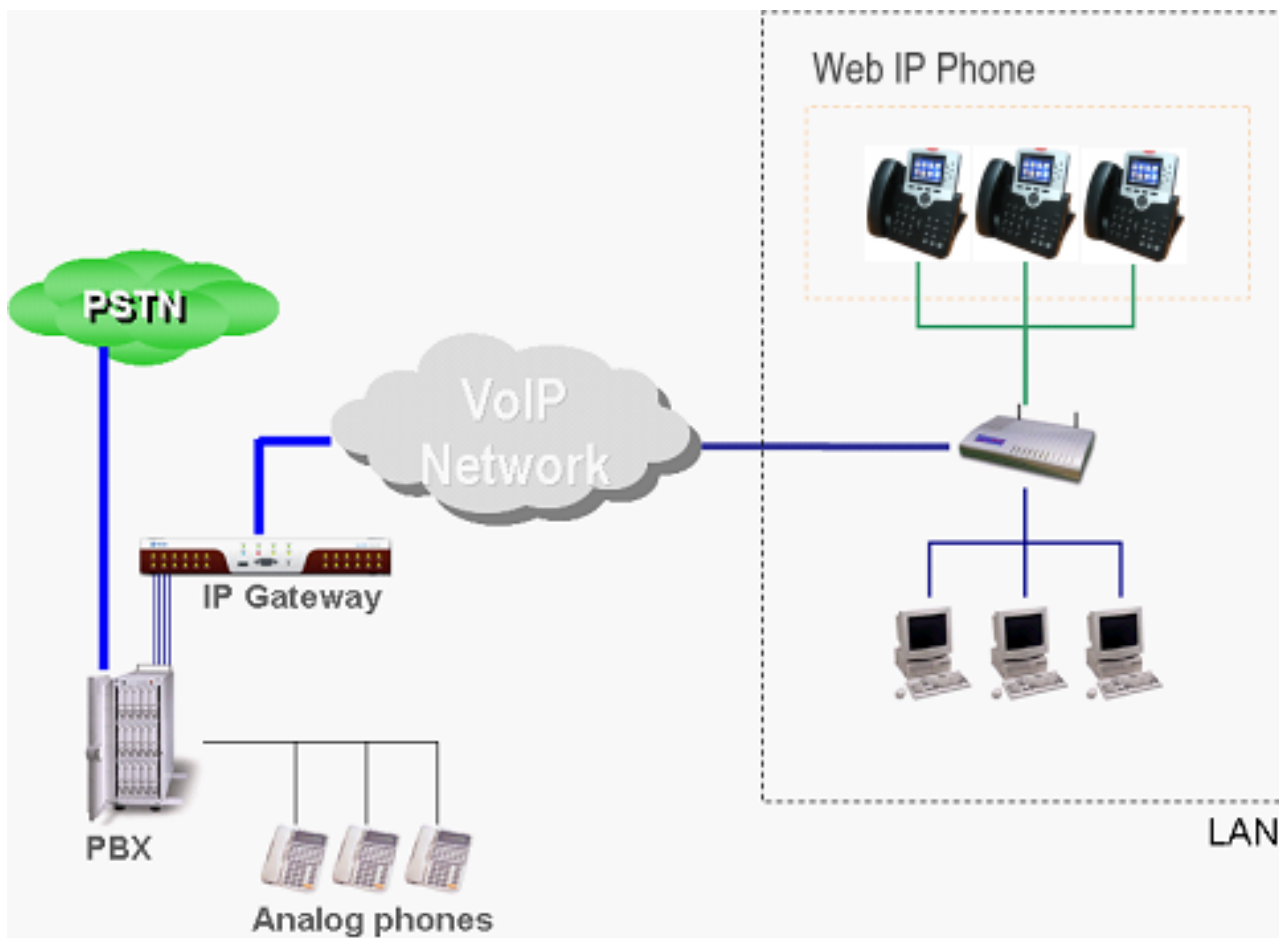 Web IP Phone
PSTN
VoIP
Network
IP Gateway
PBX
LAN
Analog phones